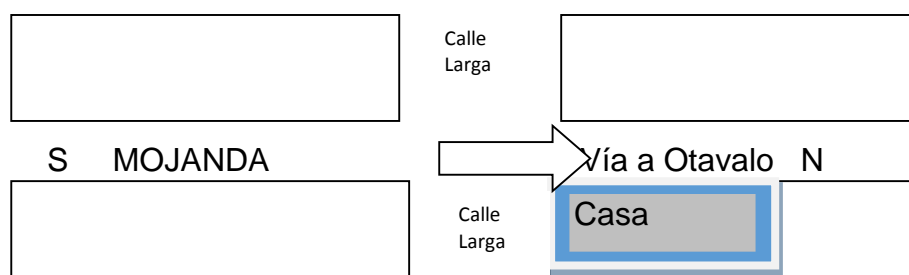 Calle
Larga
S MOJANDA Vía a Otavalo N
Calle
Larga
Casa